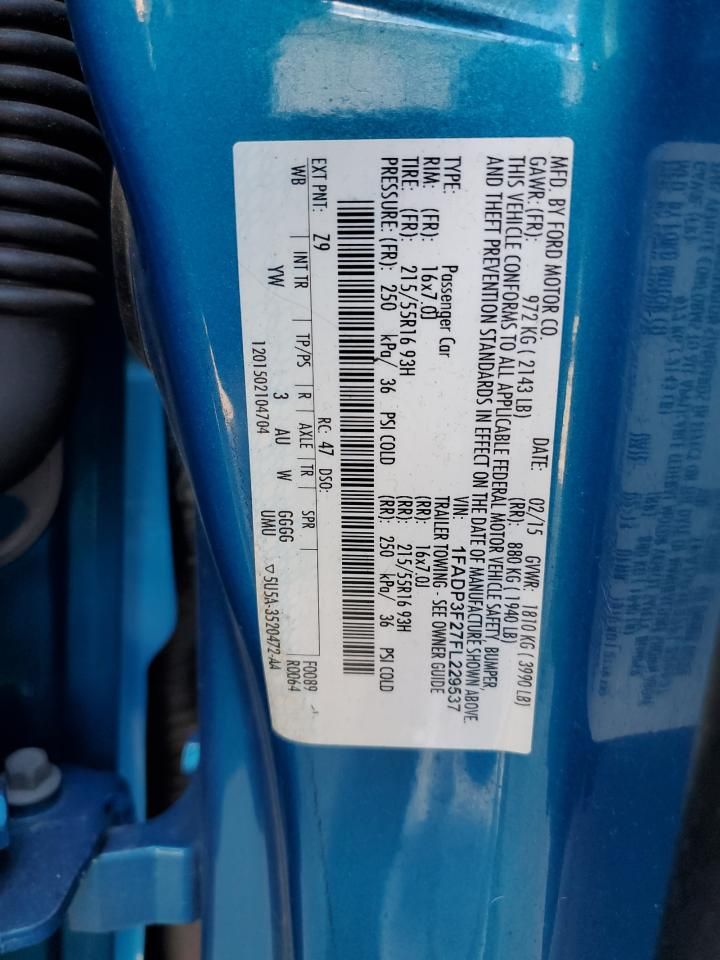 MFD. BY FORD MOTOR CO.
DATE: 02/15 GVWR: 1810 KG ( 3990 LB)
GAWR: (FR): 972 KG ( 2143 LB) (RR): 880 KG ( 1940 LB)
THIS VEHICLE CONFORMS TO ALL APPLICABLE FEDERAL MOTOR VEHICLE SAFETY, BUMPER,
AND THEFT PREVENTION STANDARDS IN EFFECT ON THE DATE OF MANUFACTURE SHOWN ABOVE.
VIN: 1FADP3F27FL229537
TYPE: Passenger Car TRAILER TOWING - SEE OWNER GUIDE
RIM: (FR): 16x7.0J (RR): 16x7.0J
TIRE: (FR): 215/55R16 93H (RR): 215/55R16 93H
PRESSURE: (FR) 250 kPa/ 36 PSI COLD (RR): 250 kPa/ 36 PSI COLD
EXT PNT: Z9 RC: 47 DSO: F0089
WB INT TR TP/PS R AXLE TR SPR R0064
YW 3 AU W GGGG
UMU
1201502104704 ▽ 5U5A-3520472-AA